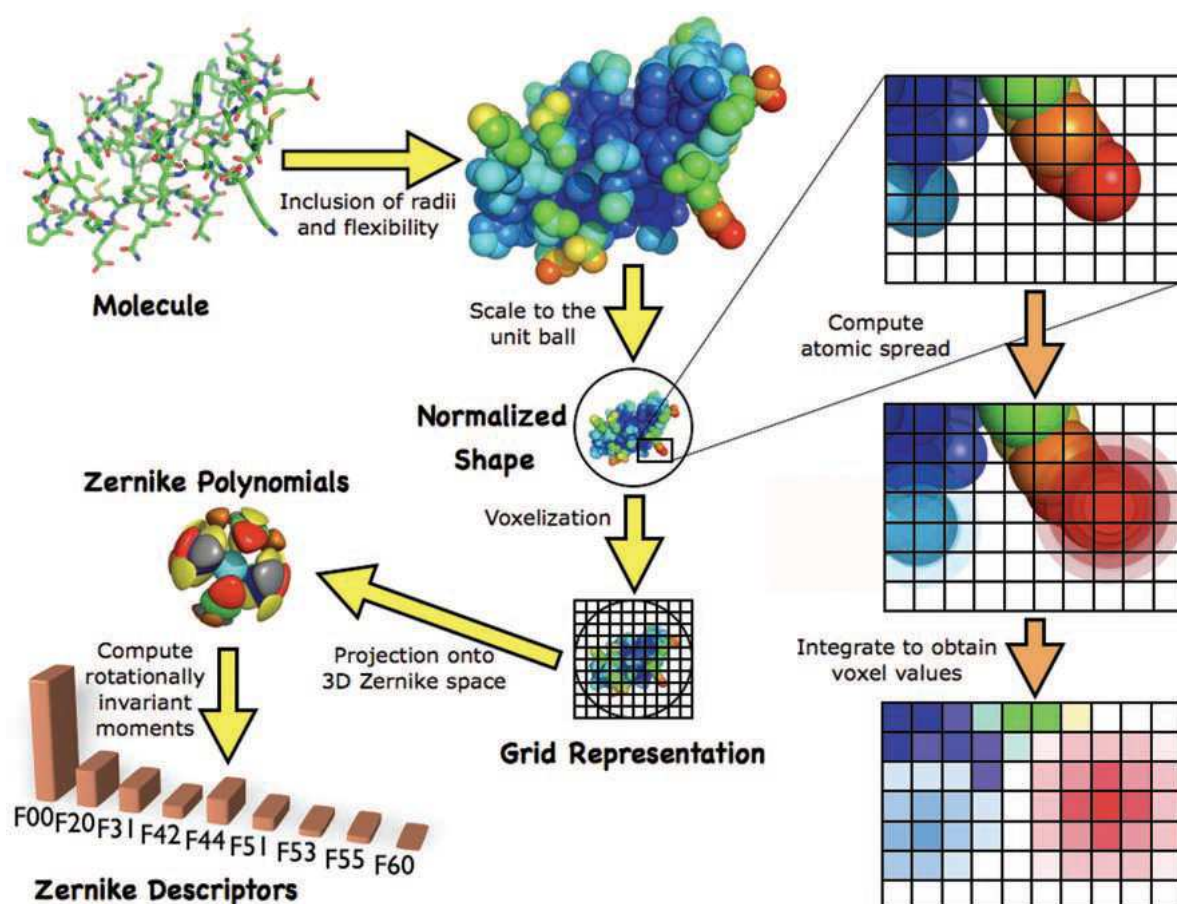 Inclusion of radii
and flexibility
Molecule
Scale to the
unit ball
Compute
atomic spread
Normalized
Shape
Zernike Polynomials
Voxelization
Integrate to obtain
voxel values
Compute
rotationally
invariant
moments
Projection onto
3D Zernike space
Grid Representation
F00 F20 F31 F42 F44 F51 F53 F55 F60
Zernike Descriptors